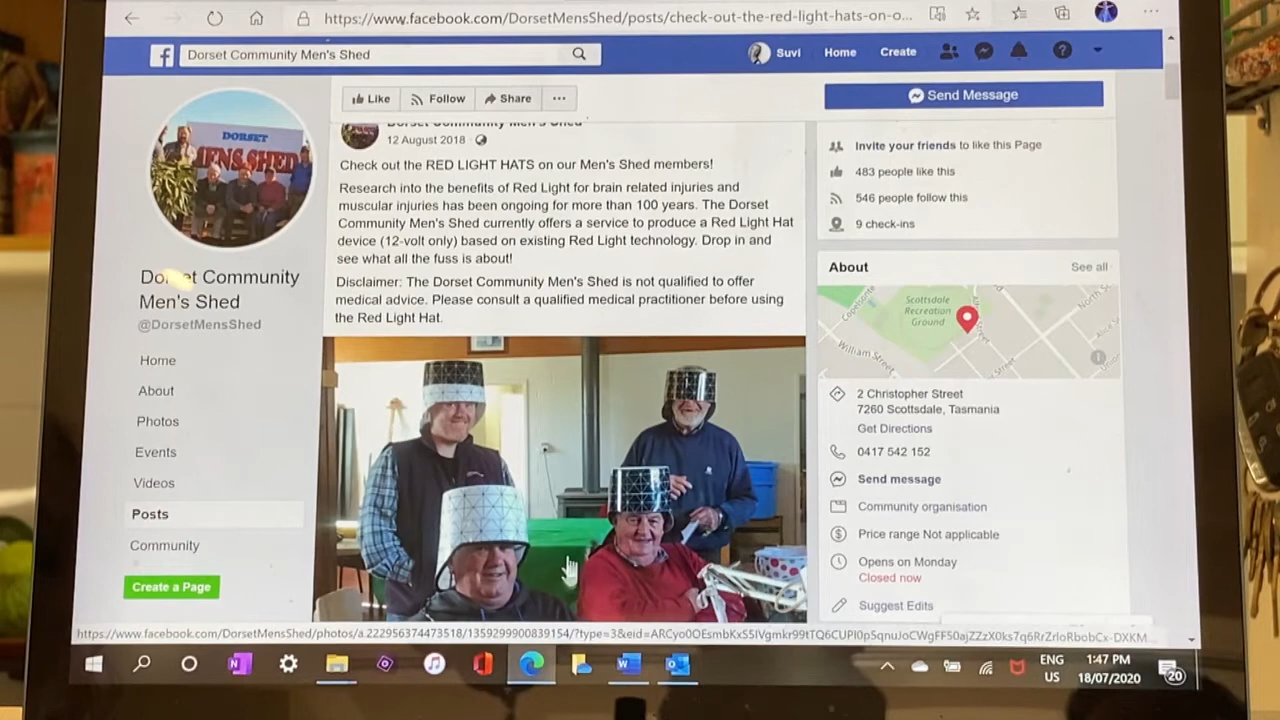 https://www.facebook.com/DorsetMensShed/posts/check-out-the-red-light-hats-on-o...
Dorset Community Men's Shed
Suvi
Home
Create
DORSET
MENS SHED
Dorset Community
Men's Shed
@DorsetMensShed
Home
About
Photos
Events
Videos
Posts
Community
Create a Page
Like
Follow
Share
...
Dorset Community Men's Shed
12 August 2018
Check out the RED LIGHT HATS on our Men's Shed members!
Research into the benefits of Red Light for brain related injuries and
muscular injuries has been ongoing for more than 100 years. The Dorset
Community Men's Shed currently offers a service to produce a Red Light Hat
device (12-volt only) based on existing Red Light technology. Drop in and
see what all the fuss is about!
Disclaimer: The Dorset Community Men's Shed is not qualified to offer
medical advice. Please consult a qualified medical practitioner before using
the Red Light Hat.
Send Message
Invite your friends to like this Page
483 people like this
546 people follow this
9 check-ins
About
See all
Scottsdale
Recreation
Ground
William Street
North S
2 Christopher Street
7260 Scottsdale, Tasmania
Get Directions
0417 542 152
Send message
Community organisation
Price range Not applicable
Opens on Monday
Closed now
Suggest Edits
ENG
US
1:47 PM
18/07/2020
20